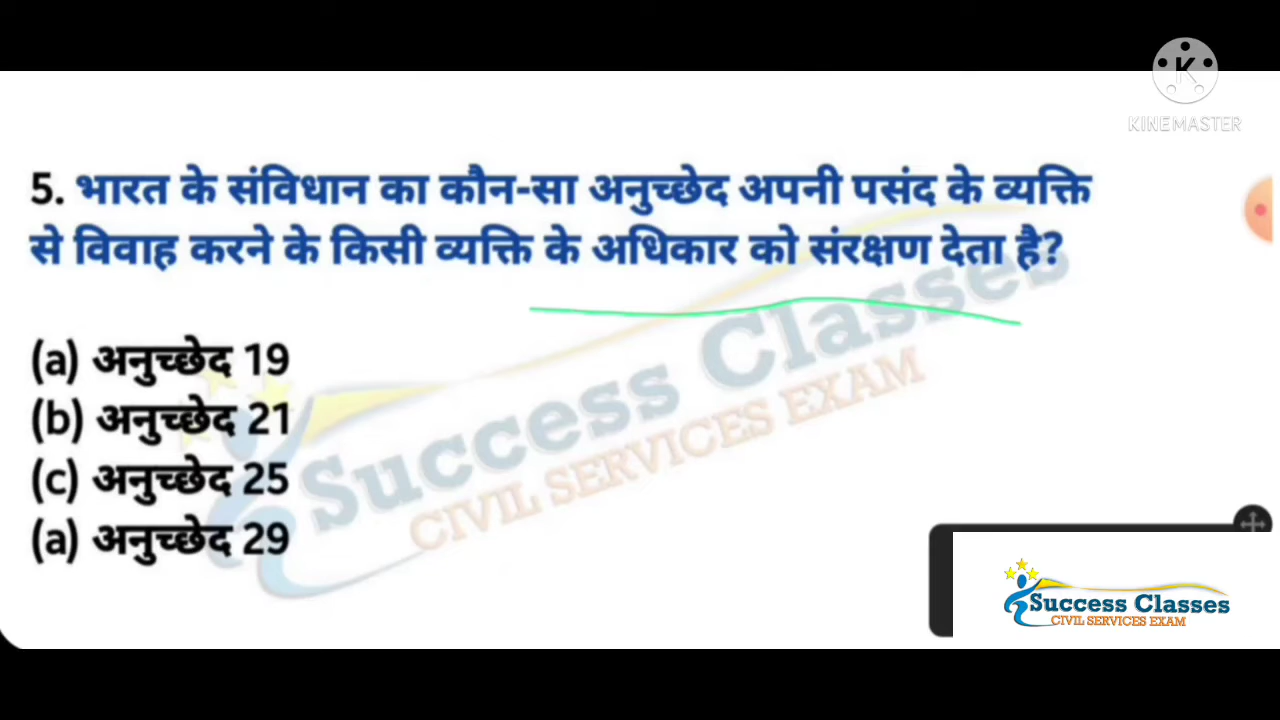 KINEMASTER
5. भारत के संविधान का कौन-सा अनुच्छेद अपनी पसंद के व्यक्ति
से विवाह करने के किसी व्यक्ति के अधिकार को संरक्षण देता है?
(a) अनुच्छेद 19
(b) अनुच्छेद 21
(c) अनुच्छेद 25
(a) अनुच्छेद 29
Success Classes
CIVIL SERVICES EXAM
Success Classes
CIVIL SERVICES EXAM